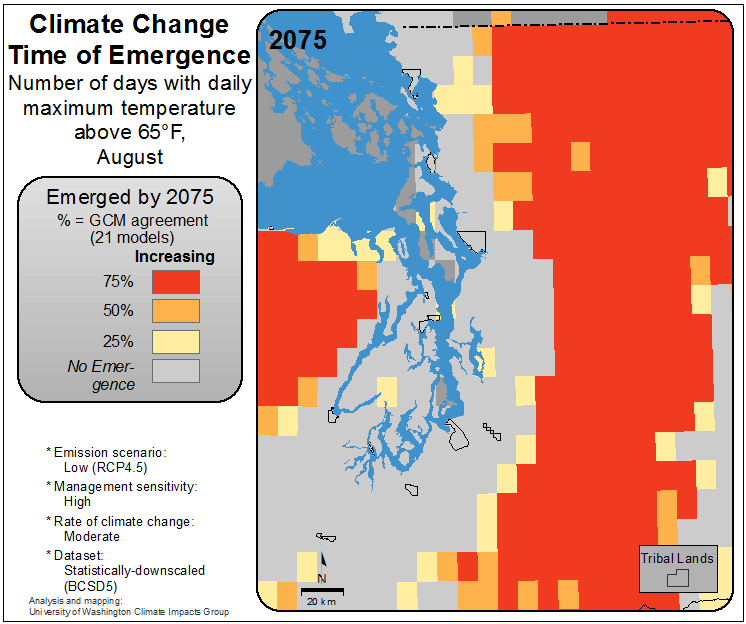 Climate Change
Time of Emergence
Number of days with daily
maximum temperature
above 65°F,
August
Emerged by 2075
% = GCM agreement
(21 models)
Increasing
75%
50%
25%
No Emer-
gence
* Emission scenario:
Low (RCP4.5)
* Management sensitivity:
High
* Rate of climate change:
Moderate
* Dataset:
Statistically-downscaled
(BCSD5)
Analysis and mapping:
University of Washington Climate Impacts Group
2075
N
20 km
Tribal Lands